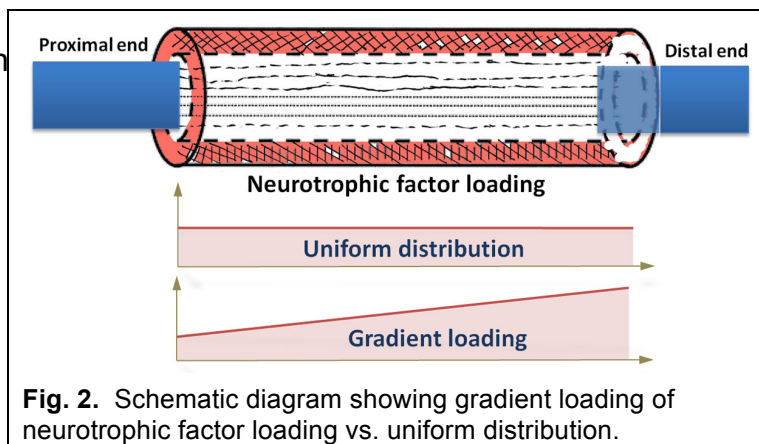 n
Proximal end
Distal end
Neurotrophic factor loading
Uniform distribution
Gradient loading
Fig. 2. Schematic diagram showing gradient loading of
neurotrophic factor loading vs. uniform distribution.